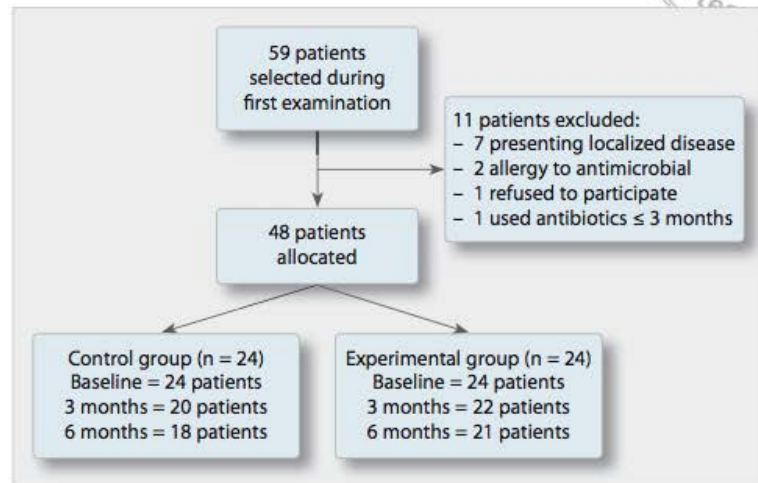 59 patients
selected during
first examination
11 patients excluded:
– 7 presenting localized disease
– 2 allergy to antimicrobial
– 1 refused to participate
– 1 used antibiotics ≤ 3 months
48 patients
allocated
Control group (n = 24)
Baseline = 24 patients
3 months = 20 patients
6 months = 18 patients
Experimental group (n = 24)
Baseline = 24 patients
3 months = 22 patients
6 months = 21 patients